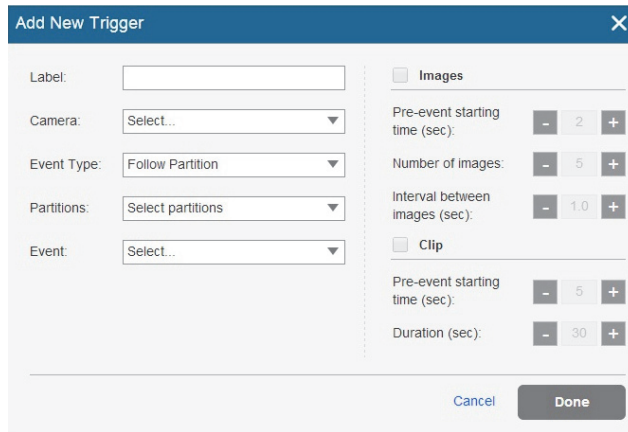 Add New Trigger
Label:
Camera: Select...
Event Type: Follow Partition
Partitions: Select partitions
Event: Select...
Images
Pre-event starting
time (sec): - 2 +
Number of images: - 5 +
Interval between
images (sec): - 1.0 +
Clip
Pre-event starting
time (sec): - 5 +
Duration (sec): - 30 +
Cancel Done